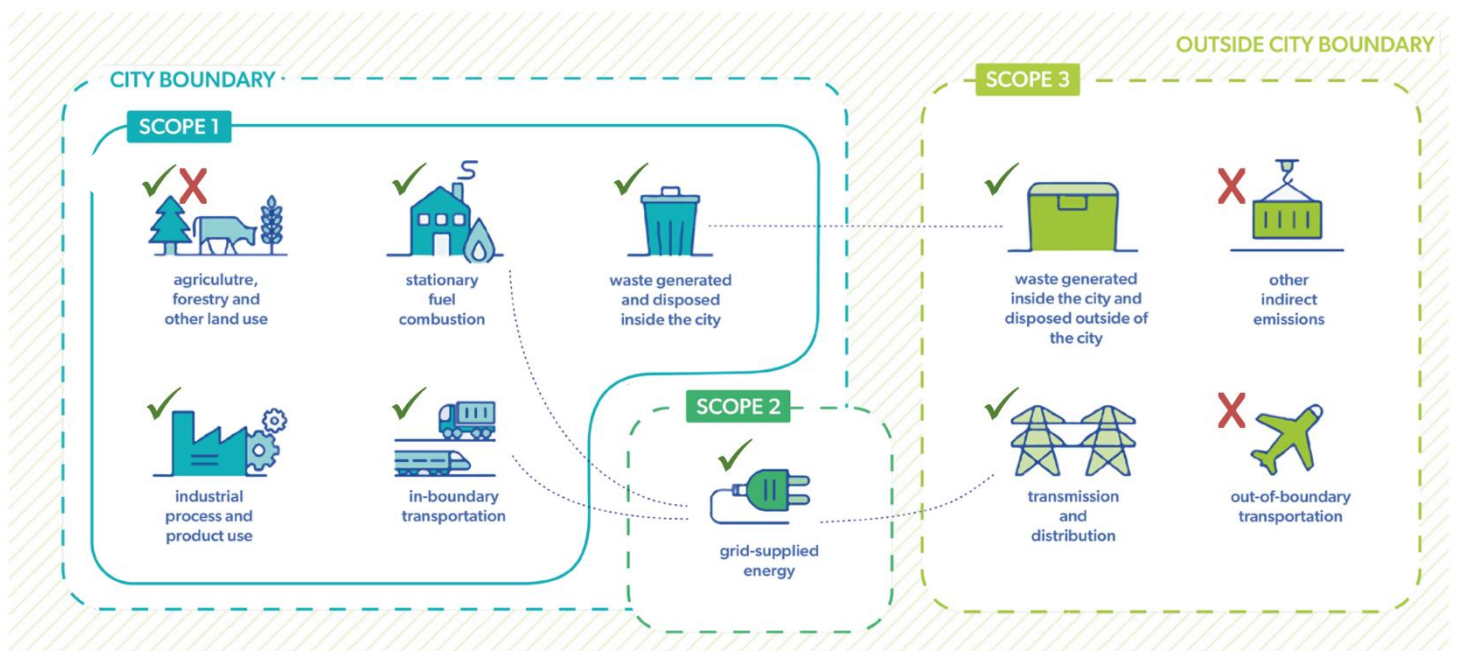 OUTSIDE CITY BOUNDARY
CITY BOUNDARY
SCOPE 3
SCOPE 1
agriculutre,
forestry and
other land use
stationary
fuel
combustion
waste generated
and disposed
inside the city
waste generated
inside the city and
disposed outside of
the city
other
indirect
emissions
SCOPE 2
industrial
process and
product use
in-boundary
transportation
grid-supplied
energy
transmission
and
distribution
out-of-boundary
transportation